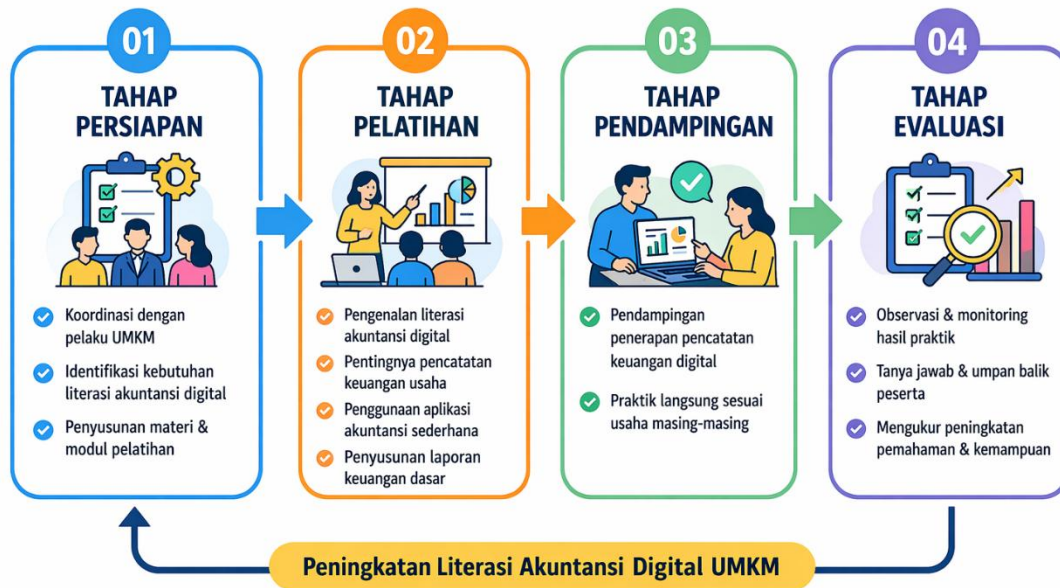 01
TAHAP
PERSIAPAN
Koordinasi dengan
pelaku UMKM
Identifikasi kebutuhan
literasi akuntansi digital
Penyusunan materi &
modul pelatihan
02
TAHAP
PELATIHAN
Pengenalan literasi
akuntansi digital
Pentingnya pencatatan
keuangan usaha
Penggunaan aplikasi
akuntansi sederhana
Penyusunan laporan
keuangan dasar
03
TAHAP
PENDAMPINGAN
Pendampingan
penerapan pencatatan
keuangan digital
Praktik langsung sesuai
usaha masing-masing
04
TAHAP
EVALUASI
Observasi & monitoring
hasil praktik
Tanya jawab & umpan balik
peserta
Mengukur peningkatan
pemahaman & kemampuan
Peningkatan Literasi Akuntansi Digital UMKM